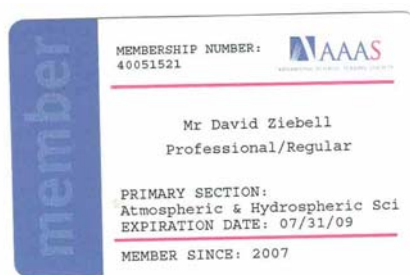 member
MEMBERSHIP NUMBER:
40051521
AAAS
Mr David Ziebell
Professional/Regular
PRIMARY SECTION:
Atmospheric & Hydrospheric Sci
EXPIRATION DATE: 07/31/09
MEMBER SINCE: 2007